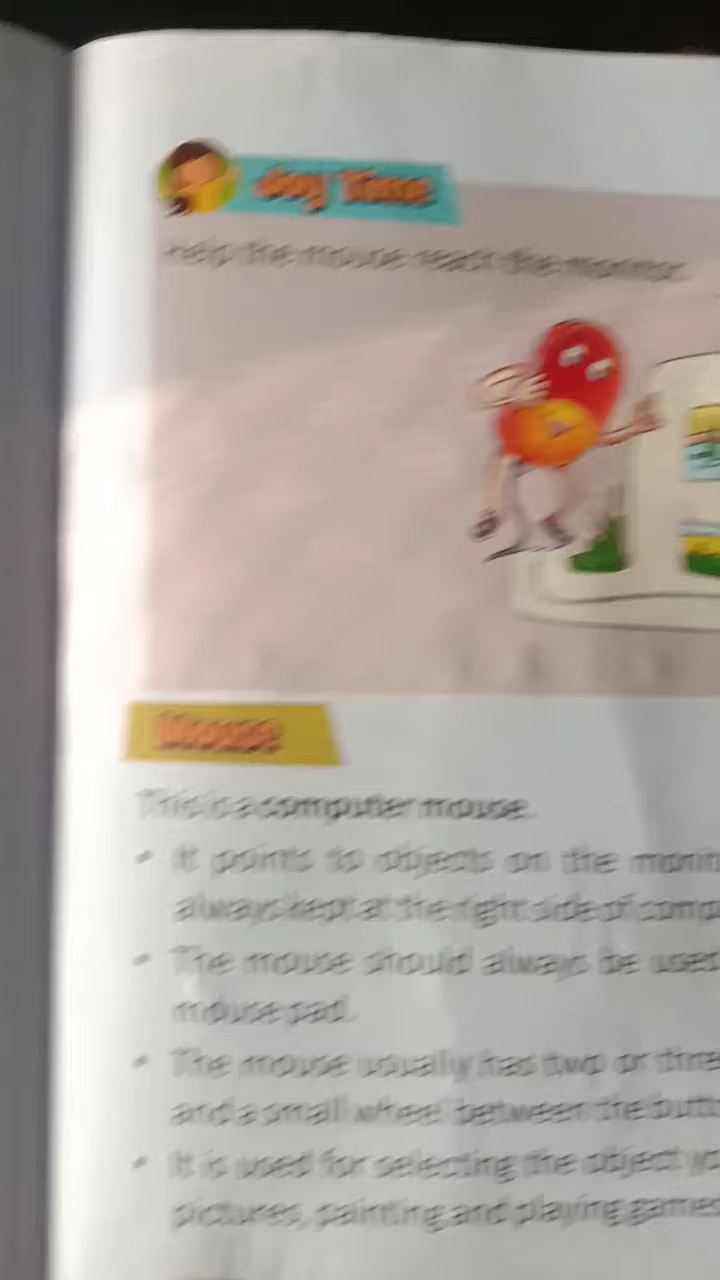 Joy Time
Help the mouse reach the monitor.
Mouse
This is a computer mouse.
• It points to objects on the
always kept at the right side of
• The mouse should always be used
mouse pad.
• The mouse usually has two or
and a small wheel between the
• It is used for selecting the object
pictures, painting and playing games